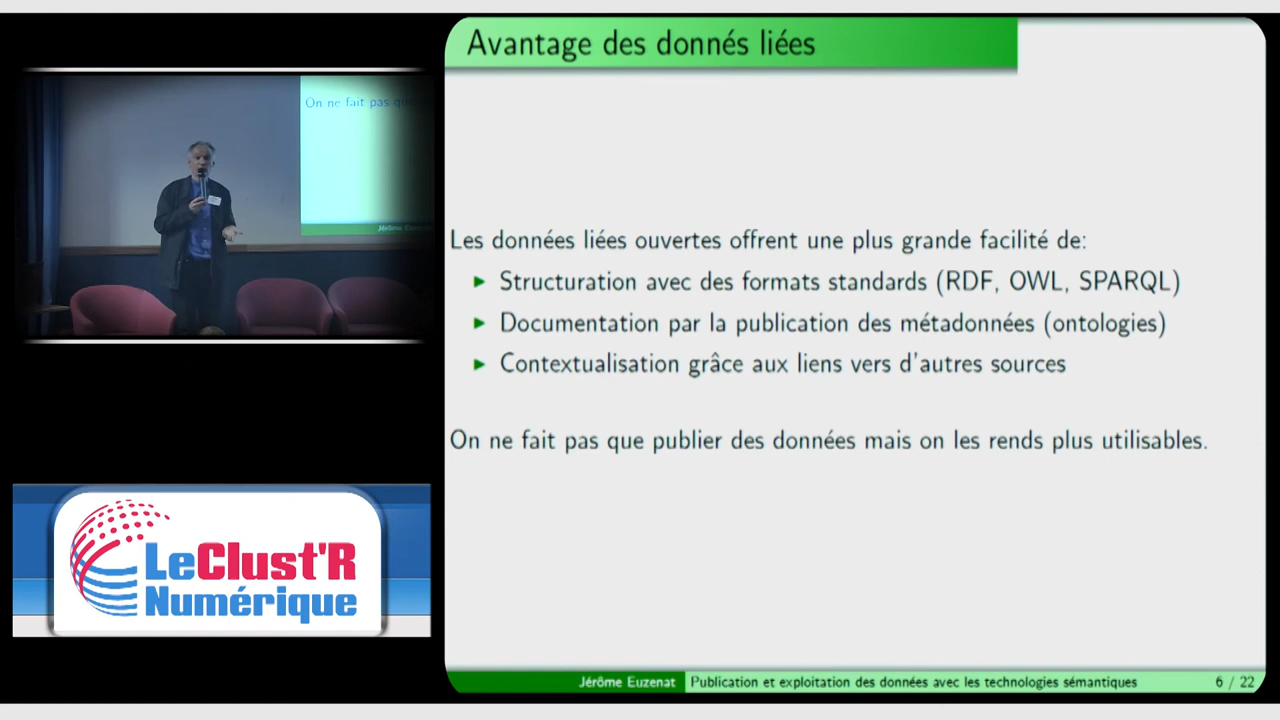 Avantage des donnés liées
On ne fait pas qu
Jérôme Eu
Les données liées ouvertes offrent une plus grande facilité de:
Structuration avec des formats standards (RDF, OWL, SPARQL)
Documentation par la publication des métadonnées (ontologies)
Contextualisation grâce aux liens vers d'autres sources
On ne fait pas que publier des données mais on les rends plus utilisables.
LeClust'R
Numérique
Jérôme Euzenat Publication et exploitation des données avec les technologies sémantiques 6 / 22